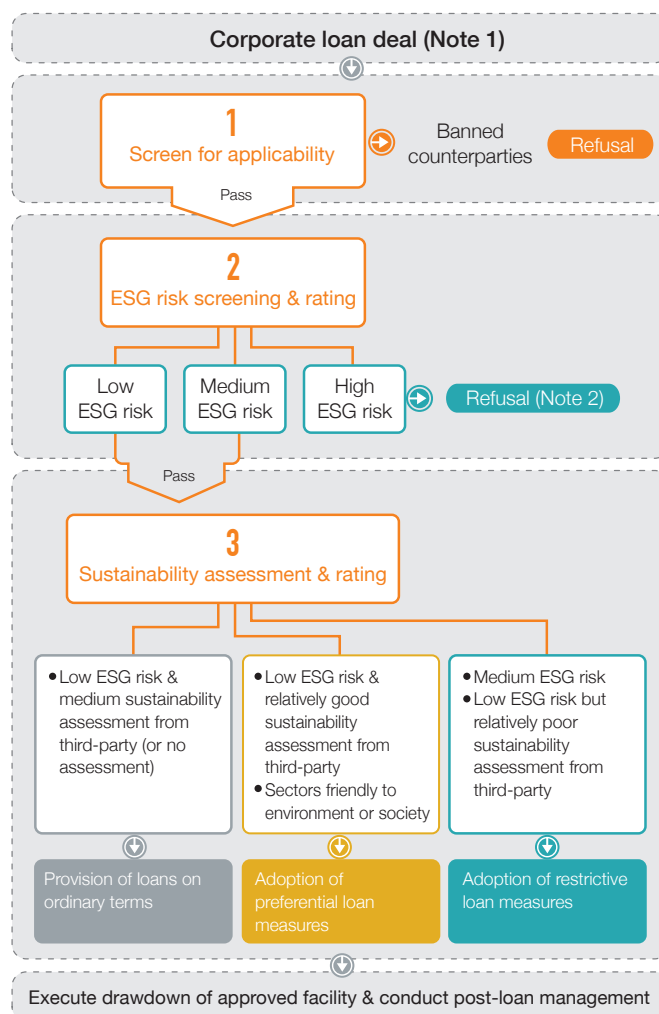 Corporate loan deal (Note 1)
1
Screen for applicability
Banned
counterparties
Refusal
Pass
2
ESG risk screening & rating
Low
ESG risk
Medium
ESG risk
High
ESG risk
Refusal (Note 2)
Pass
3
Sustainability assessment & rating
•Low ESG risk &
medium sustainability
assessment from
third-party (or no
assessment)
•Low ESG risk &
relatively good
sustainability
assessment from
third-party
•Sectors friendly to
environment or society
•Medium ESG risk
•Low ESG risk but
relatively poor
sustainability
assessment from
third-party
Provision of loans on
ordinary terms
Adoption of
preferential loan
measures
Adoption of restrictive
loan measures
Execute drawdown of approved facility & conduct post-loan management